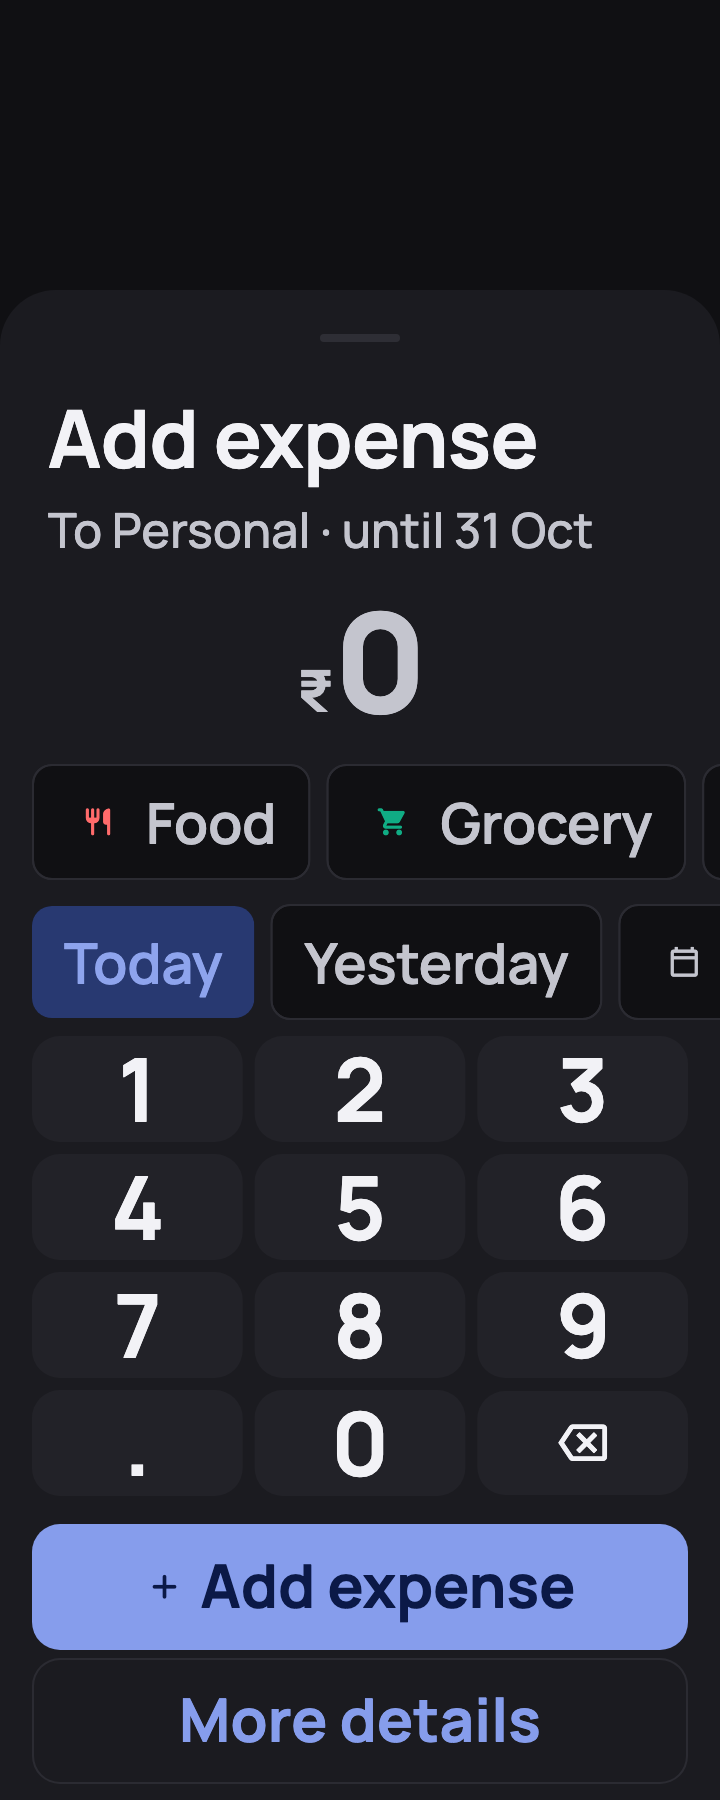 Add expense
To Personal · until 31 Oct
₹0
Food Grocery
Today Yesterday
1 2 3
4 5 6
7 8 9
. 0
+ Add expense
More details